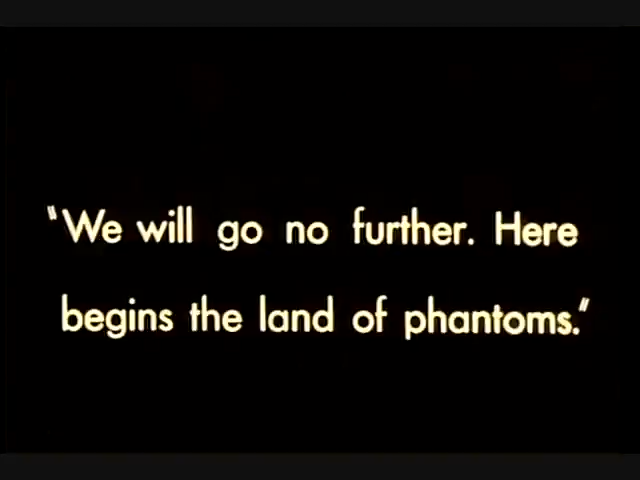 "We will go no further. Here
begins the land of phantoms."